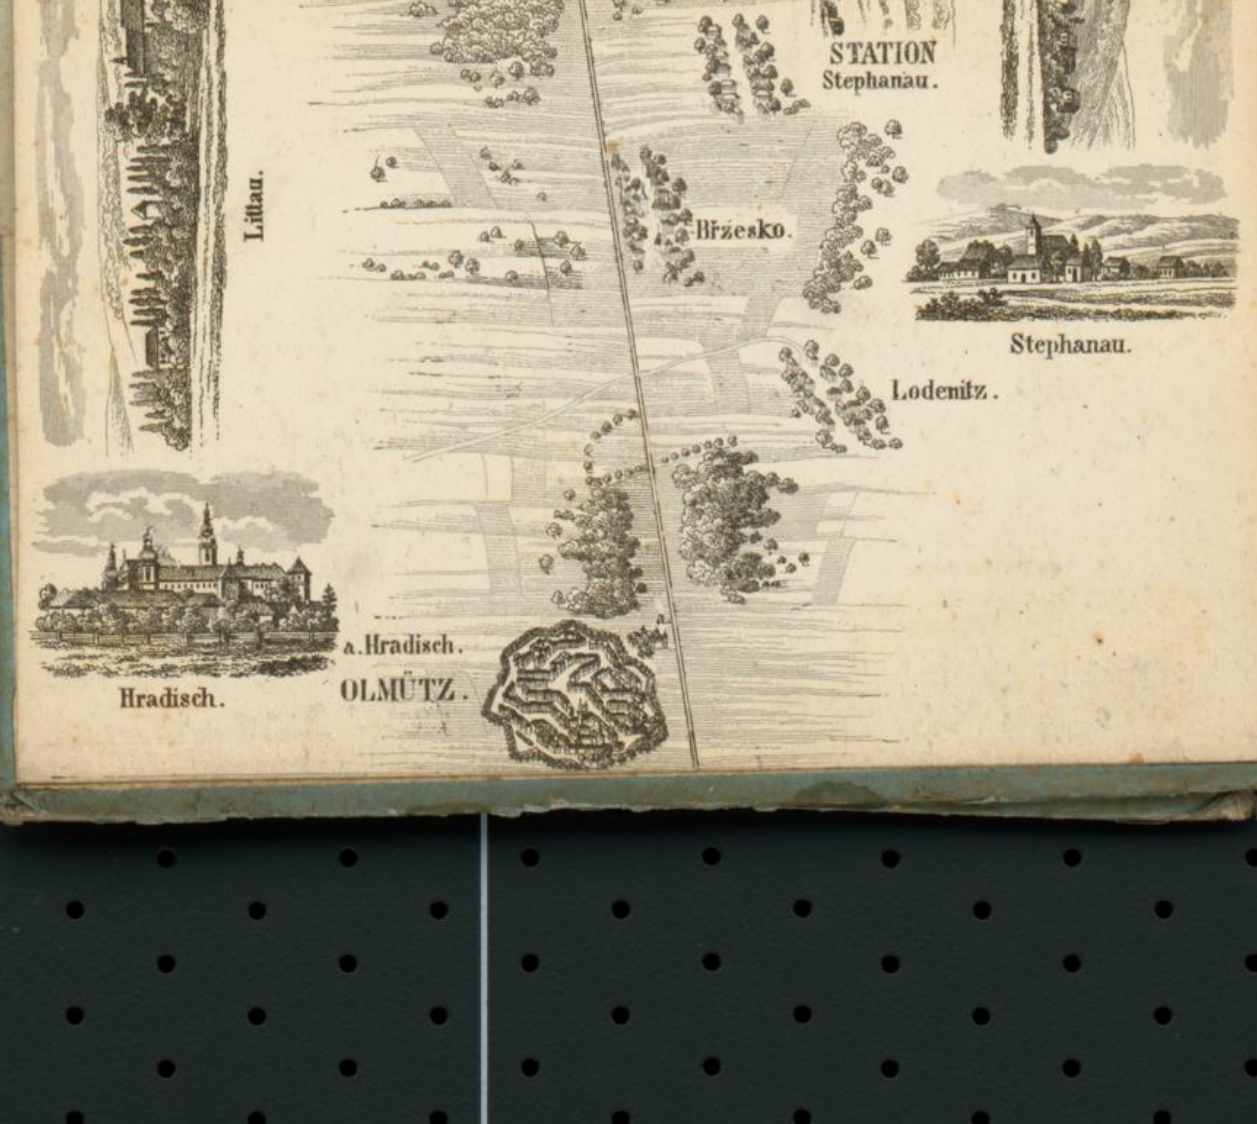 STATION
Stephanau.
Littau.
Břzesko.
Stephanau.
Lodenitz.
a
a. Hradisch.
OLMÜTZ.
Hradisch.